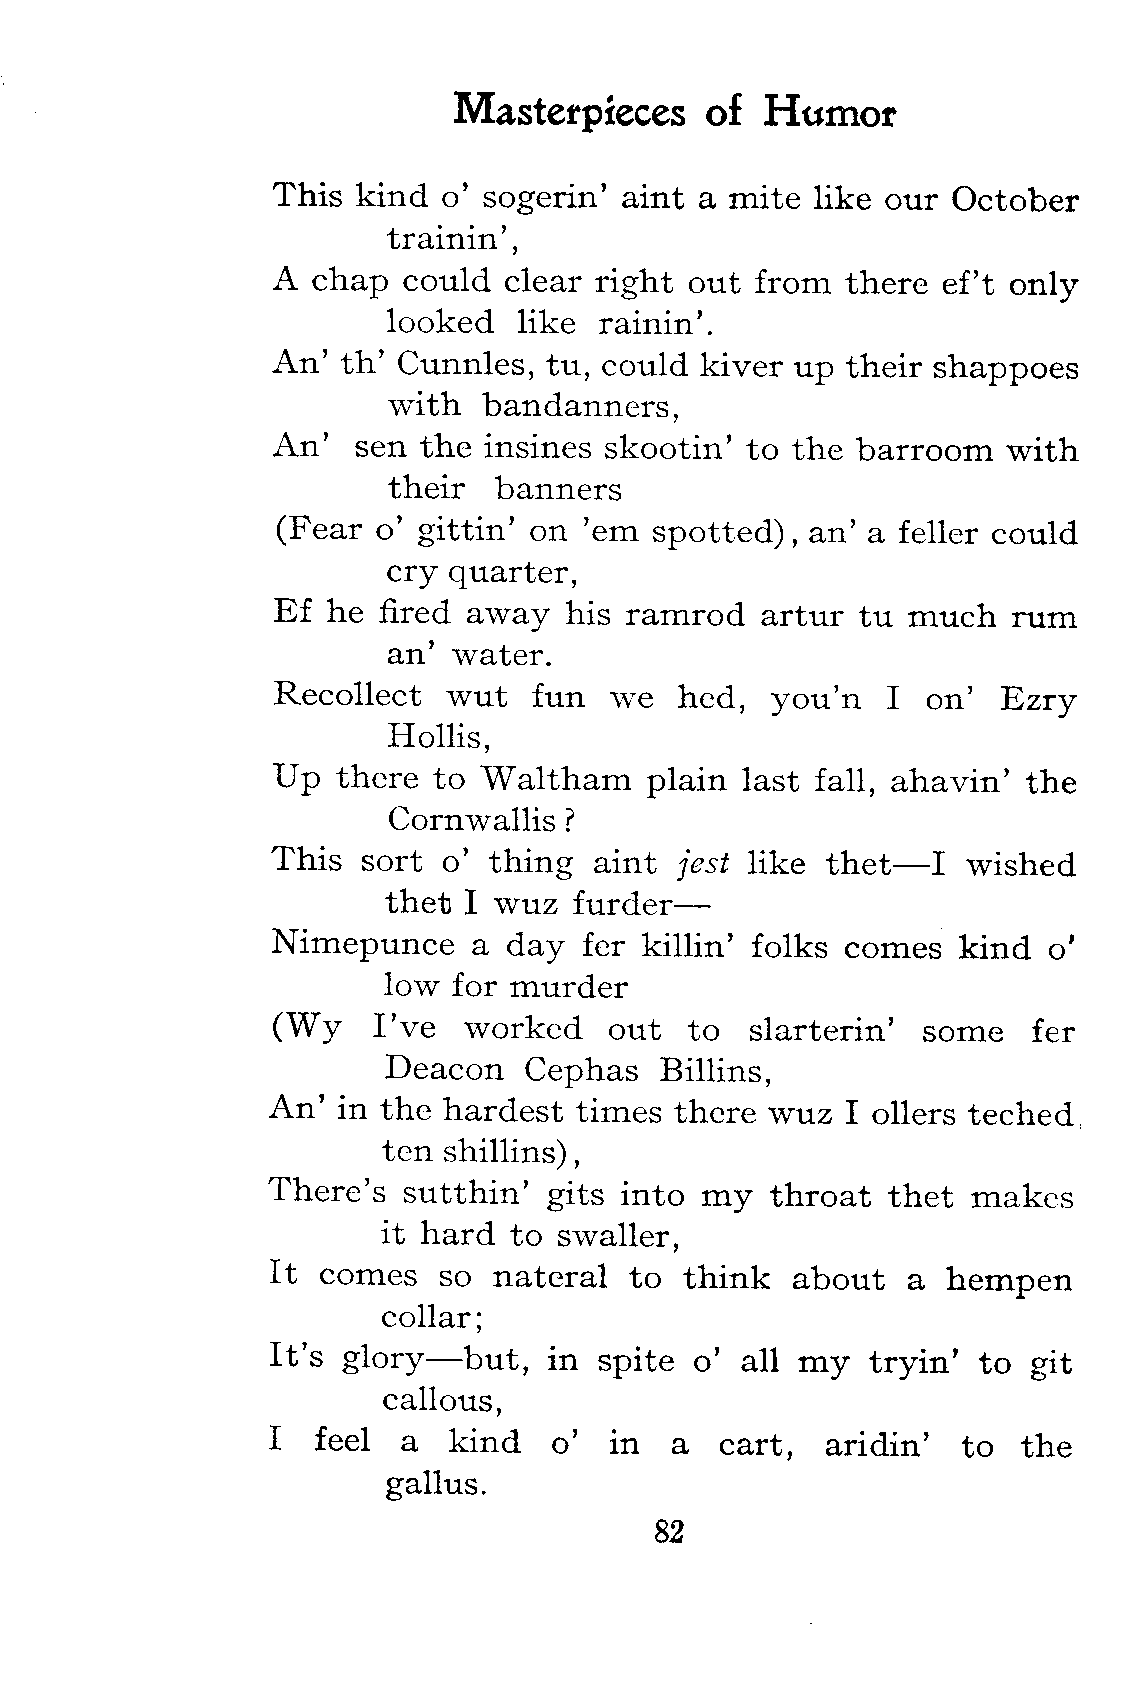 Masterpieces of Humor
This kind o' sogerin' aint a mite like our October
trainin',
A chap could clear right out from there ef't only
looked like rainin'.
An' th' Cunnles, tu, could kiver up their shappoes
with bandanners,
An' sen the insines skootin' to the barroom with
their banners
(Fear o' gittin' on 'em spotted), an' a feller could
cry quarter,
Ef he fired away his ramrod artur tu much rum
an' water.
Recollect wut fun we hed, you'n I on' Ezry
Hollis,
Up there to Waltham plain last fall, ahavin' the
Cornwallis?
This sort o' thing aint jest like thet—I wished
thet I wuz furder—
Nimepunce a day fer killin' folks comes kind o'
low for murder
(Wy I've worked out to slarterin' some fer
Deacon Cephas Billins,
An' in the hardest times there wuz I ollers teched,
ten shillins),
There's sutthin' gits into my throat thet makes
it hard to swaller,
It comes so nateral to think about a hempen
collar;
It's glory—but, in spite o' all my tryin' to git
callous,
I feel a kind o' in a cart, aridin' to the
gallus.
82